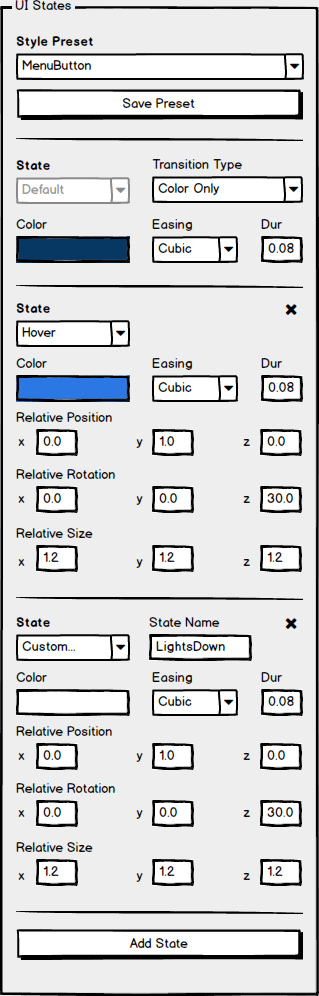 UI States
Style Preset
MenuButton
Save Preset
State Transition Type
Default Color Only
Color Easing Dur
Cubic 0.08
State
Hover
Color Easing Dur
Cubic 0.08
Relative Position
x 0.0 y 1.0 z 0.0
Relative Rotation
x 0.0 y 0.0 z 30.0
Relative Size
x 1.2 y 1.2 z 1.2
State State Name
Custom... LightsDown
Color Easing Dur
Cubic 0.08
Relative Position
x 0.0 y 1.0 z 0.0
Relative Rotation
x 0.0 y 0.0 z 30.0
Relative Size
x 1.2 y 1.2 z 1.2
Add State